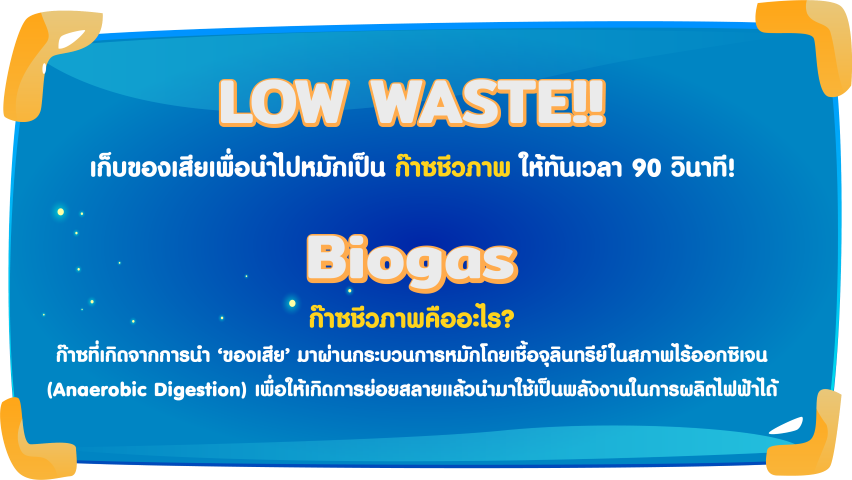 LOW WASTE!!
เก็บของเสียเพื่อนำไปหมักเป็น ก๊าซชีวภาพ ให้ทันเวลา 90 วินาที!
Biogas
ก๊าซชีวภาพคืออะไร?
ก๊าซที่เกิดจากการนำ ‘ของเสีย’ มาผ่านกระบวนการหมักโดยเชื้อจุลินทรีย์ในสภาพไร้ออกซิเจน
(Anaerobic Digestion) เพื่อให้เกิดการย่อยสลายแล้วนำมาใช้เป็นพลังงานในการผลิตไฟฟ้าได้